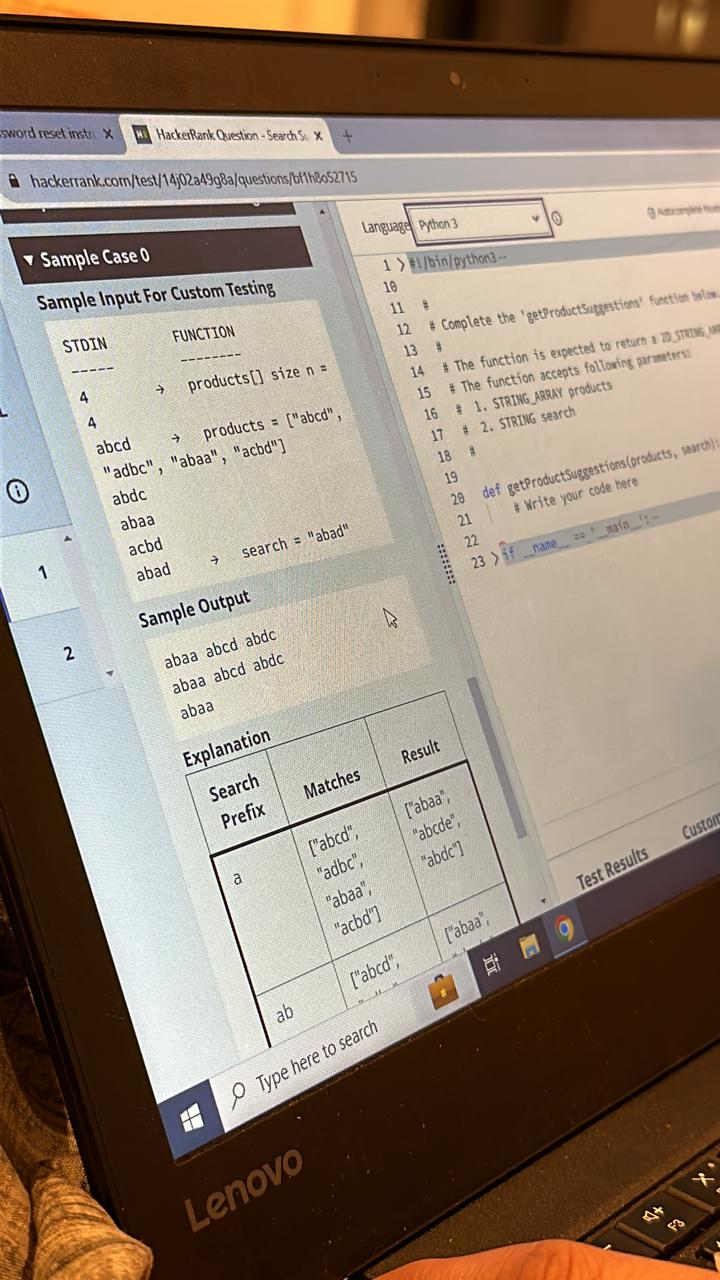 sword reset instr
HackerRank Question - Search Su
hackerrank.com/test/14j02a49g8a/questions/bf1h8o52715
Sample Case 0
Sample Input For Custom Testing
STDIN FUNCTION
----- --------
4 → products[] size n =
4
abcd → products = ["abcd",
"adbc", "abaa", "acbd"]
abdc
abaa
acbd
abad → search = "abad"
Sample Output
abaa abcd abdc
abaa abcd abdc
abaa
Explanation
Search Prefix Matches Result
a ["abcd", "adbc", "abaa", "acbd"] ["abaa", "abcde", "abdc"]
ab ["abcd", ["abaa",
1
2
Language Python 3
1 #!/bin/python3
10
11 #
12 # Complete the 'getProductSuggestions' function below.
13 #
14 # The function is expected to return a 2D_STRING_ARR
15 # The function accepts following parameters:
16 # 1. STRING_ARRAY products
17 # 2. STRING search
18 #
19
20 def getProductSuggestions(products, search):
21 # Write your code here
22
23 if __name__ == '__main__':
Test Results Custom
Type here to search
Lenovo
F3